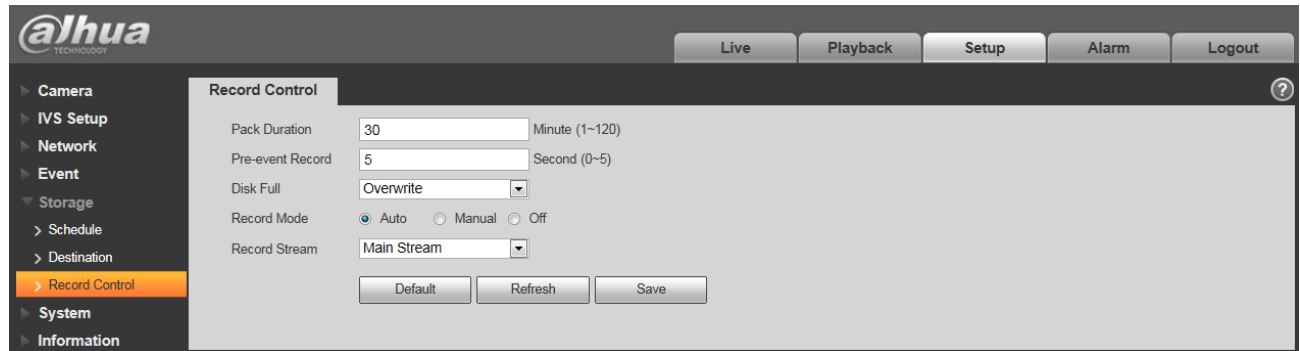 alhua
TECHNOLOGY
Live Playback Setup Alarm Logout
Camera
IVS Setup
Network
Event
Storage
> Schedule
> Destination
> Record Control
System
Information
Record Control
?
Pack Duration 30 Minute (1~120)
Pre-event Record 5 Second (0~5)
Disk Full Overwrite
Record Mode Auto Manual Off
Record Stream Main Stream
Default Refresh Save